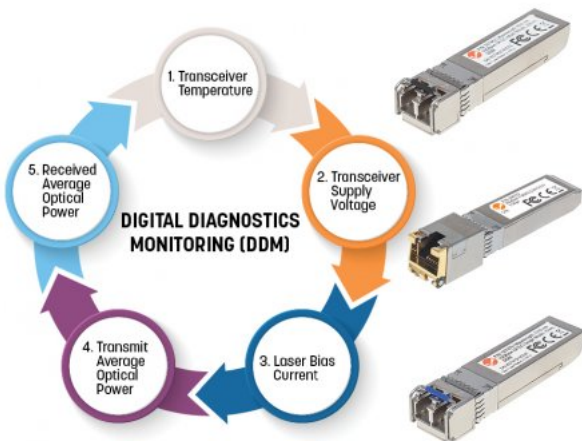 1. Transceiver
Temperature
2. Transceiver
Supply
Voltage
3. Laser Bias
Current
4. Transmit
Average
Optical
Power
5. Received
Average
Optical
Power
DIGITAL DIAGNOSTICS
MONITORING (DDM)
FCC